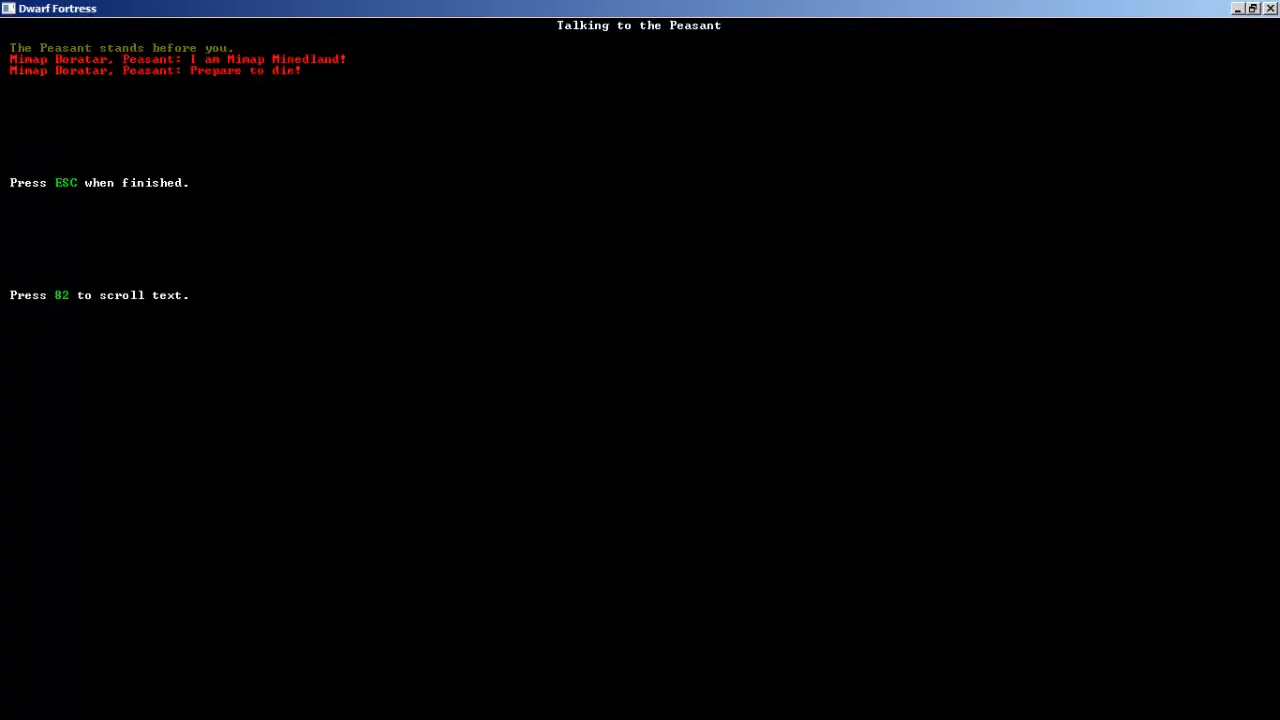 Dwarf Fortress
Talking to the Peasant
The Peasant stands before you.
Mimap Doratar, Peasant: I am Mimap Minedland!
Mimap Doratar, Peasant: Prepare to die!
Press ESC when finished.
Press 82 to scroll text.